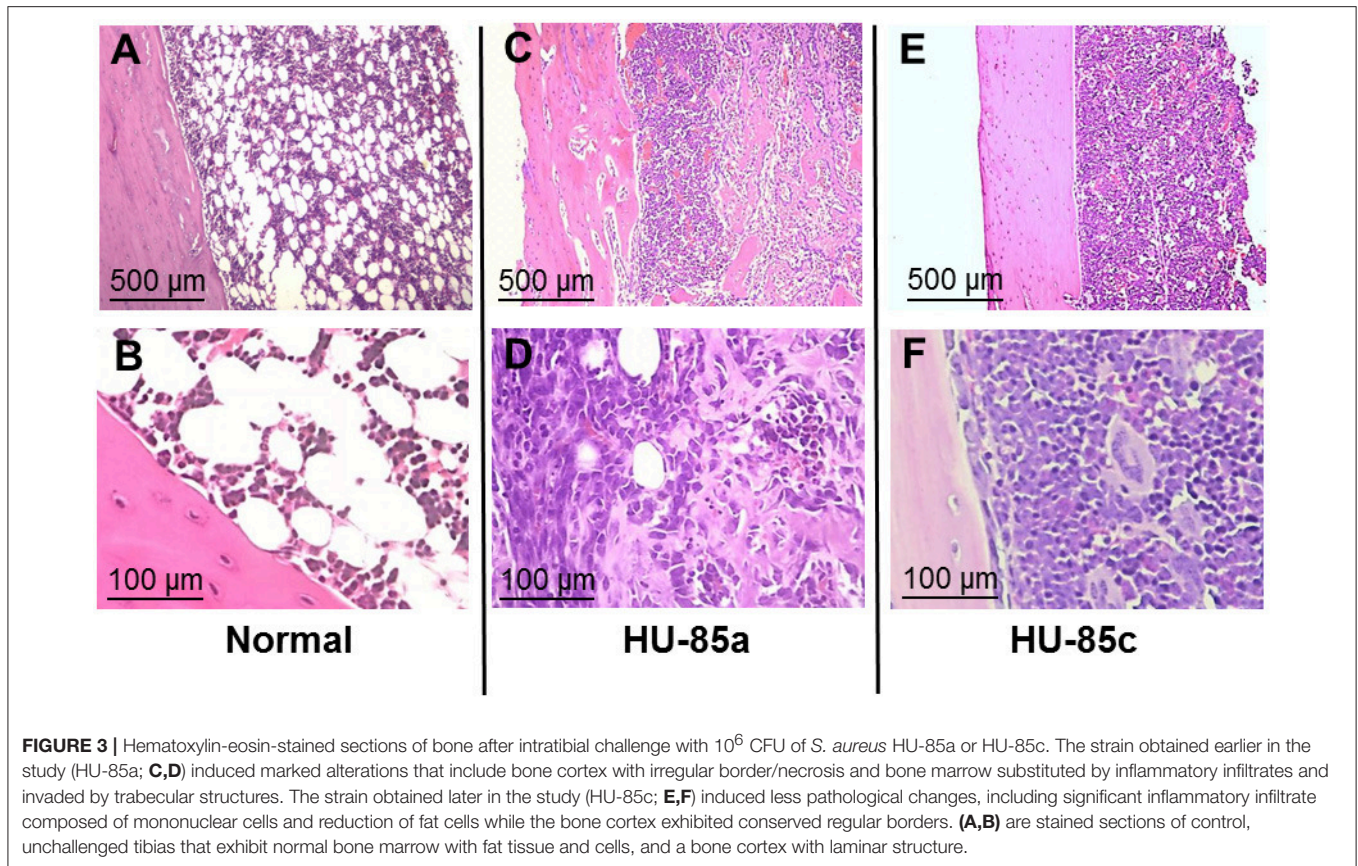 A
C
E
500 µm
500 µm
500 µm
B
D
F
100 µm
100 µm
100 µm
Normal
HU-85a
HU-85c
FIGURE 3 | Hematoxylin-eosin-stained sections of bone after intratibial challenge with 10⁶ CFU of S. aureus HU-85a or HU-85c. The strain obtained earlier in the
study (HU-85a; C,D) induced marked alterations that include bone cortex with irregular border/necrosis and bone marrow substituted by inflammatory infiltrates and
invaded by trabecular structures. The strain obtained later in the study (HU-85c; E,F) induced less pathological changes, including significant inflammatory infiltrate
composed of mononuclear cells and reduction of fat cells while the bone cortex exhibited conserved regular borders. (A,B) are stained sections of control,
unchallenged tibias that exhibit normal bone marrow with fat tissue and cells, and a bone cortex with laminar structure.